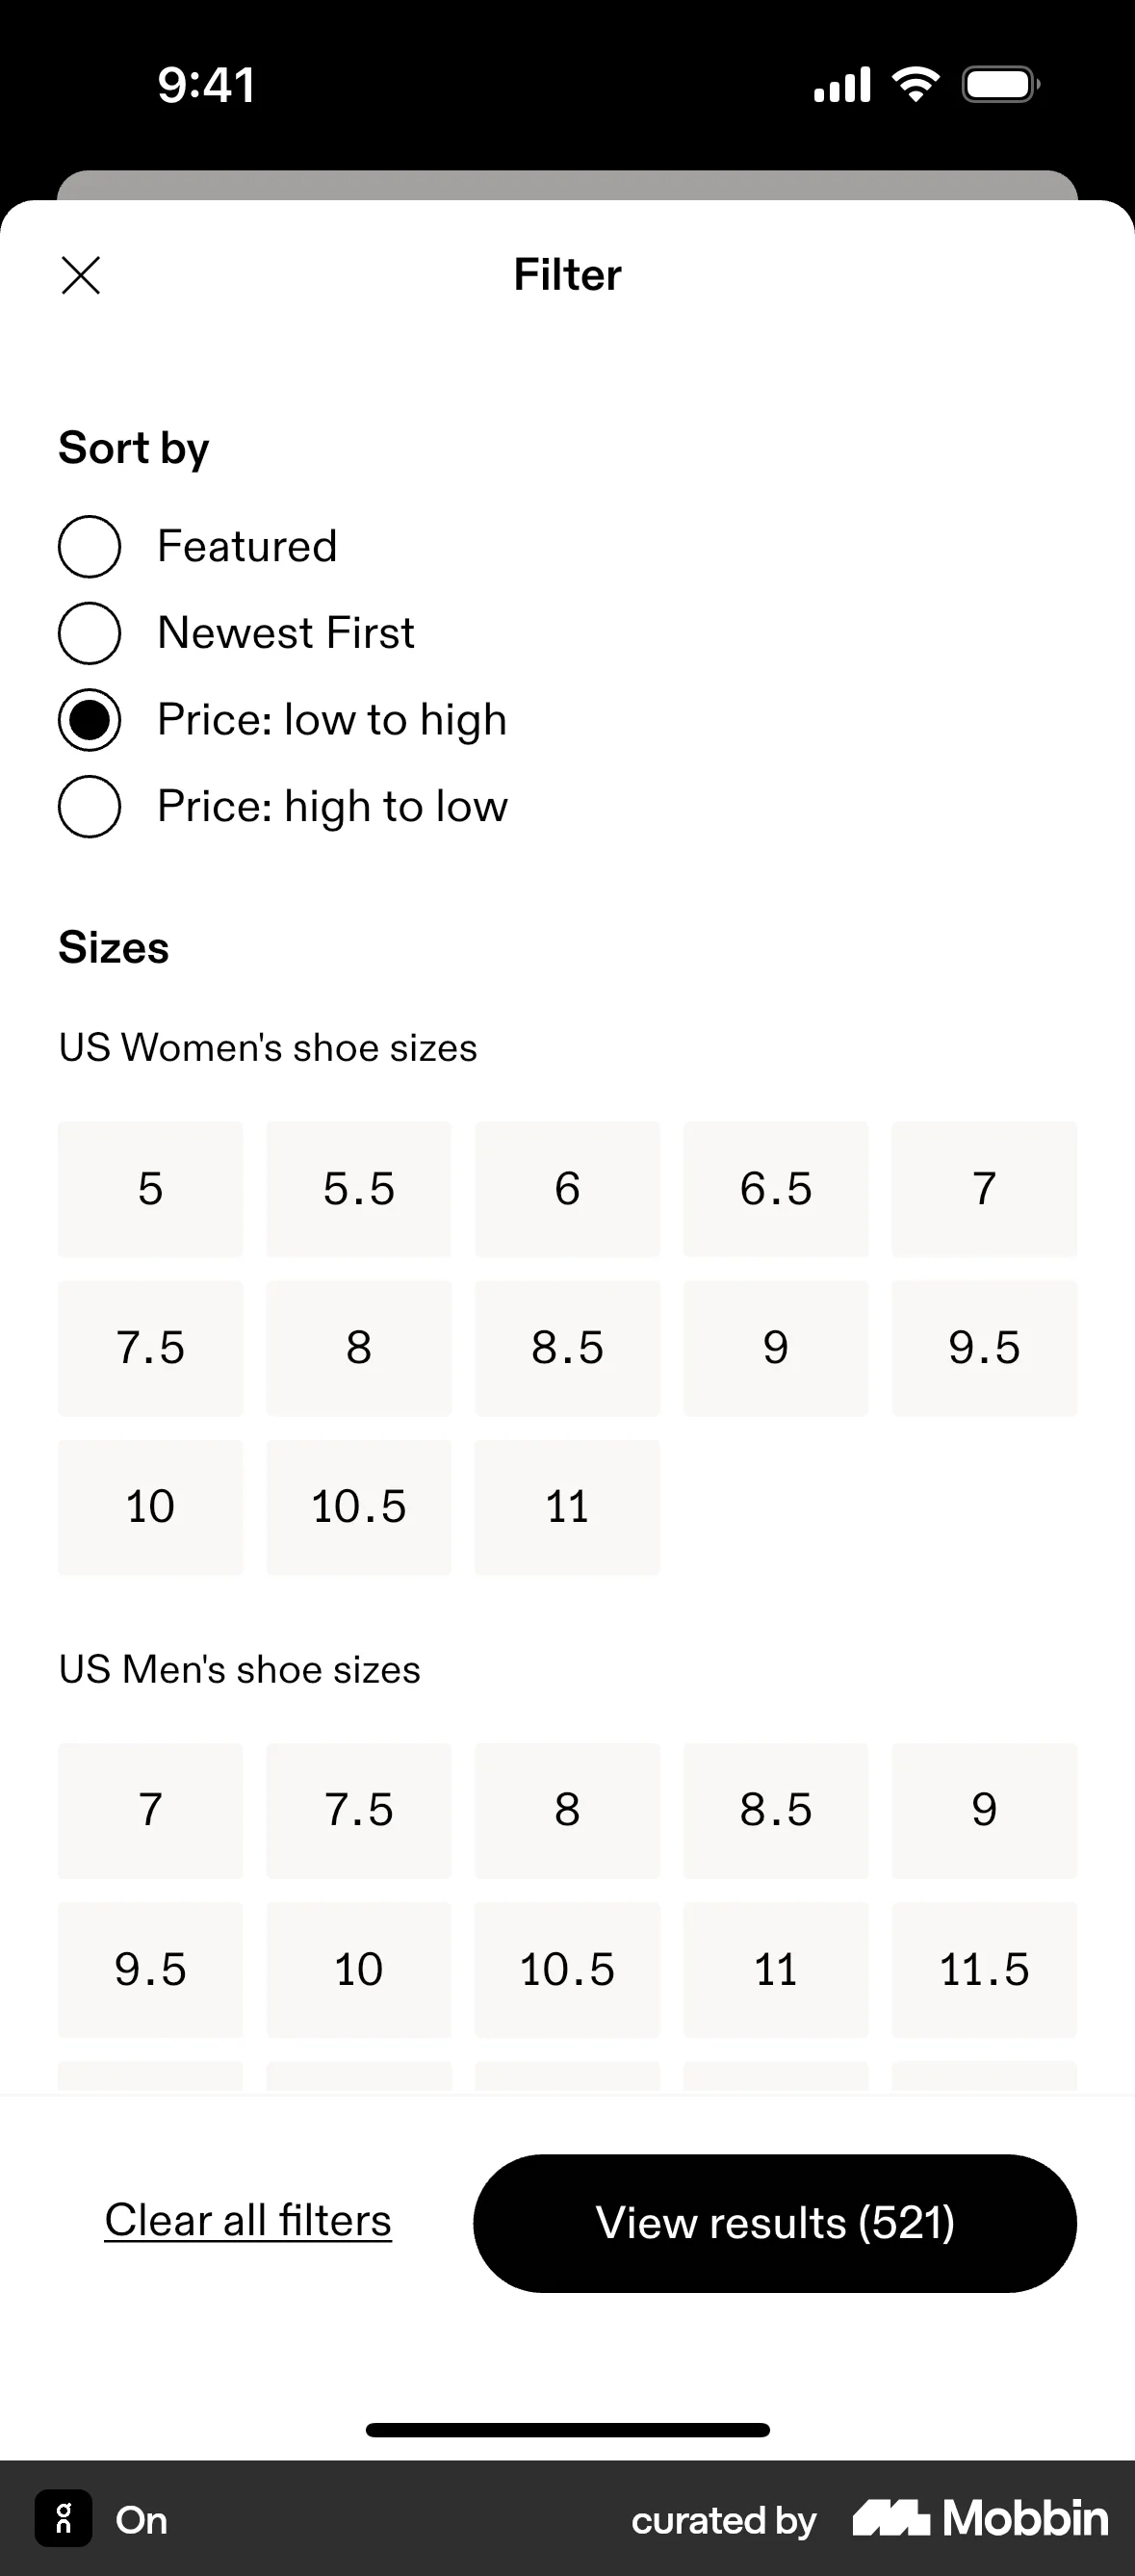 9:41
Filter
Sort by
Featured
Newest First
Price: low to high
Price: high to low
Sizes
US Women's shoe sizes
5 5.5 6 6.5 7
7.5 8 8.5 9 9.5
10 10.5 11
US Men's shoe sizes
7 7.5 8 8.5 9
9.5 10 10.5 11 11.5
Clear all filters View results (521)
On curated by Mobbin